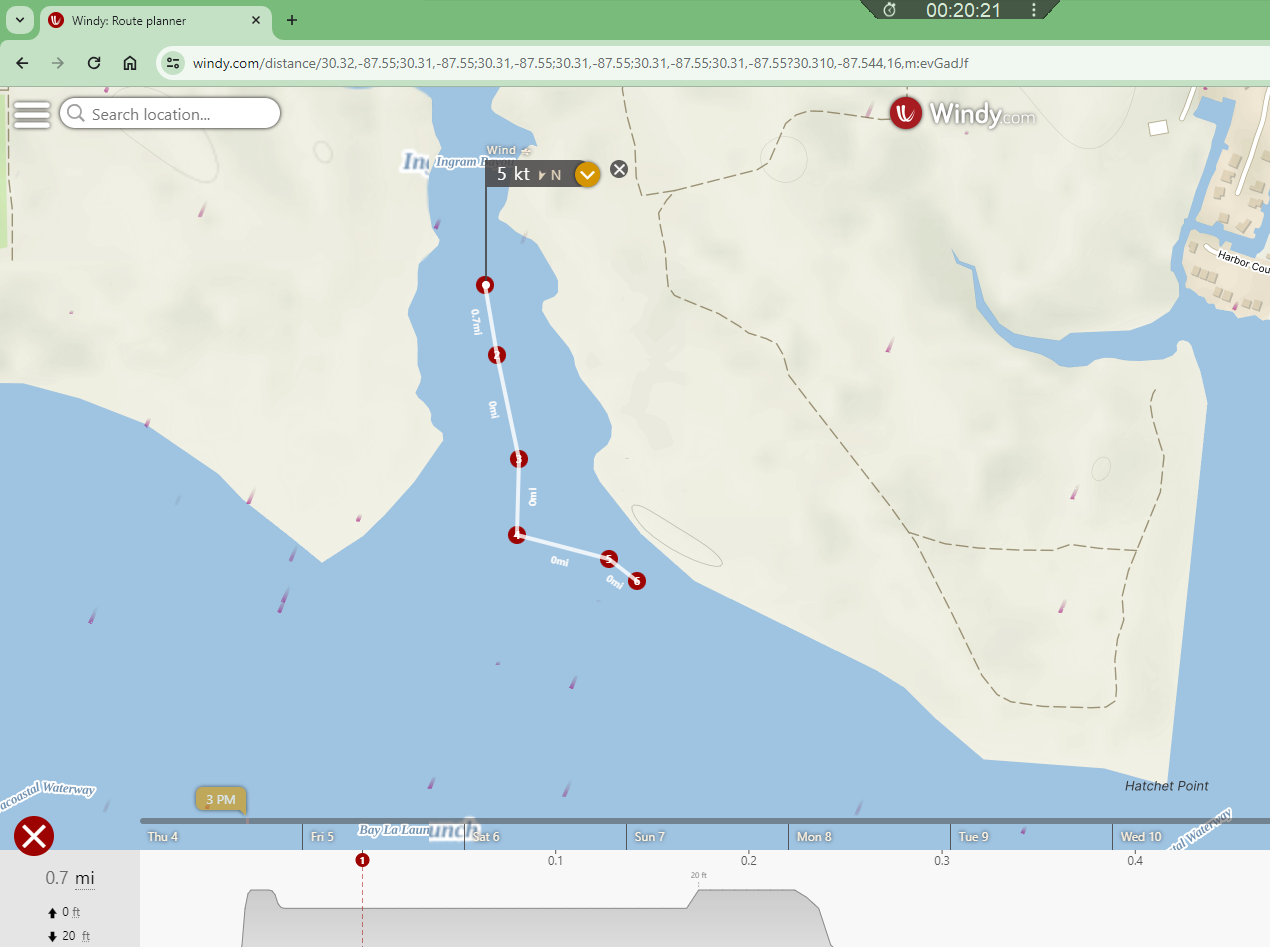 00:20:21
Windy: Route planner
windy.com/distance/30.32,-87.55;30.31,-87.55;30.31,-87.55;30.31,-87.55;30.31,-87.55;30.31,-87.55?30.310,-87.544,16,m:evGadJf
Search location...
Windy.com
Wind
Ingram Bayou
5 kt N
Harbor Cou
0.7mi
2
0mi
3
0mi
4
0mi
5
0mi
6
Hatchet Point
acoastal Waterway
3 PM
Bay La Laun
unch
tal Waterway
Thu 4
Fri 5
Sat 6
Sun 7
Mon 8
Tue 9
Wed 10
1
0.1
0.2
0.3
0.4
0.7 mi
20 ft
0 ft
20 ft